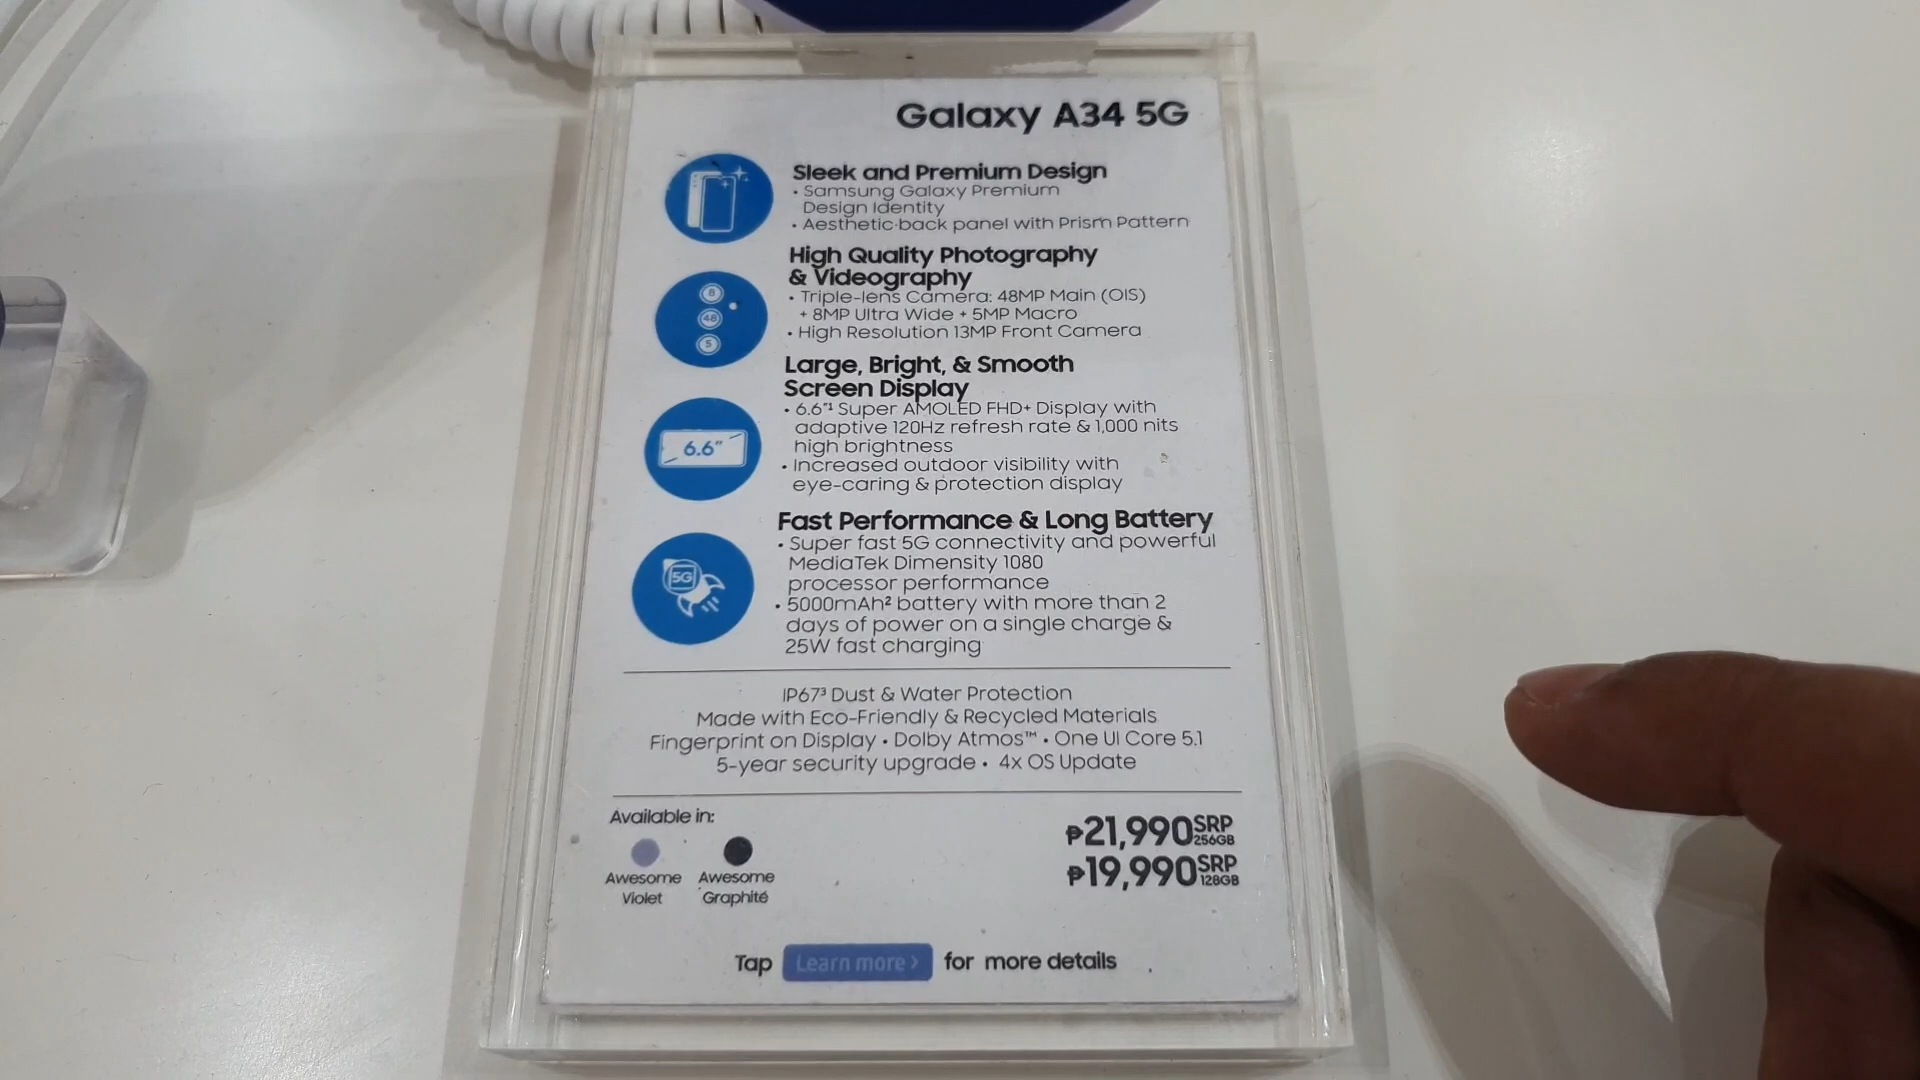 Galaxy A34 5G
Sleek and Premium Design
• Samsung Galaxy Premium
Design Identity
• Aesthetic back panel with Prism Pattern
High Quality Photography
& Videography
• Triple-lens Camera: 48MP Main (OIS)
+ 8MP Ultra Wide + 5MP Macro
• High Resolution 13MP Front Camera
8
48
5
Large, Bright, & Smooth
Screen Display
• 6.6"¹ Super AMOLED FHD+ Display with
adaptive 120Hz refresh rate & 1,000 nits
high brightness
• Increased outdoor visibility with
eye-caring & protection display
6.6"
Fast Performance & Long Battery
• Super fast 5G connectivity and powerful
MediaTek Dimensity 1080
processor performance
• 5000mAh² battery with more than 2
days of power on a single charge &
25W fast charging
5G
IP67³ Dust & Water Protection
Made with Eco-Friendly & Recycled Materials
Fingerprint on Display • Dolby Atmos™ • One UI Core 5.1
5-year security upgrade • 4x OS Update
Available in:
Awesome Violet
Awesome Graphite
₱21,990 SRP 256GB
₱19,990 SRP 128GB
Tap Learn more > for more details